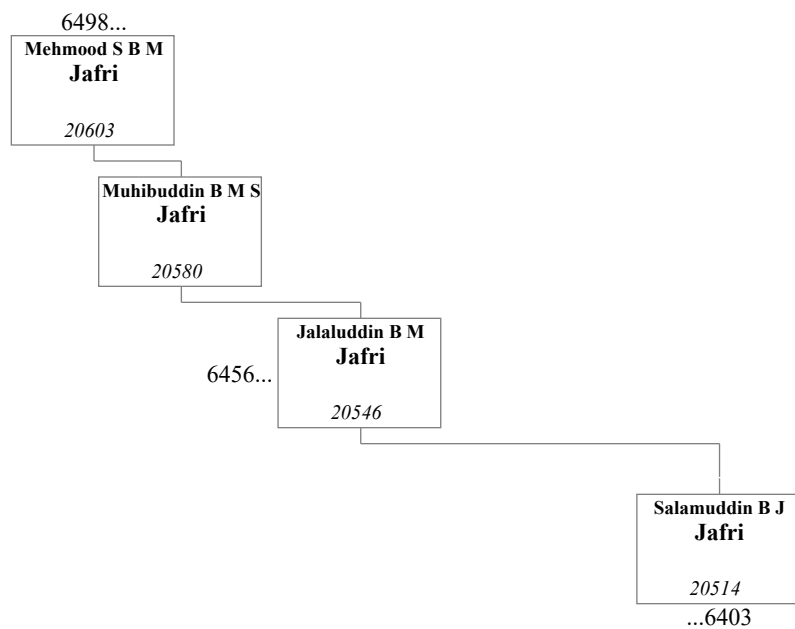 6498...
Mehmood S B M
Jafri
20603
Muhibuddin B M S
Jafri
20580
Jalaluddin B M
Jafri
6456...
20546
Salamuddin B J
Jafri
20514
...6403